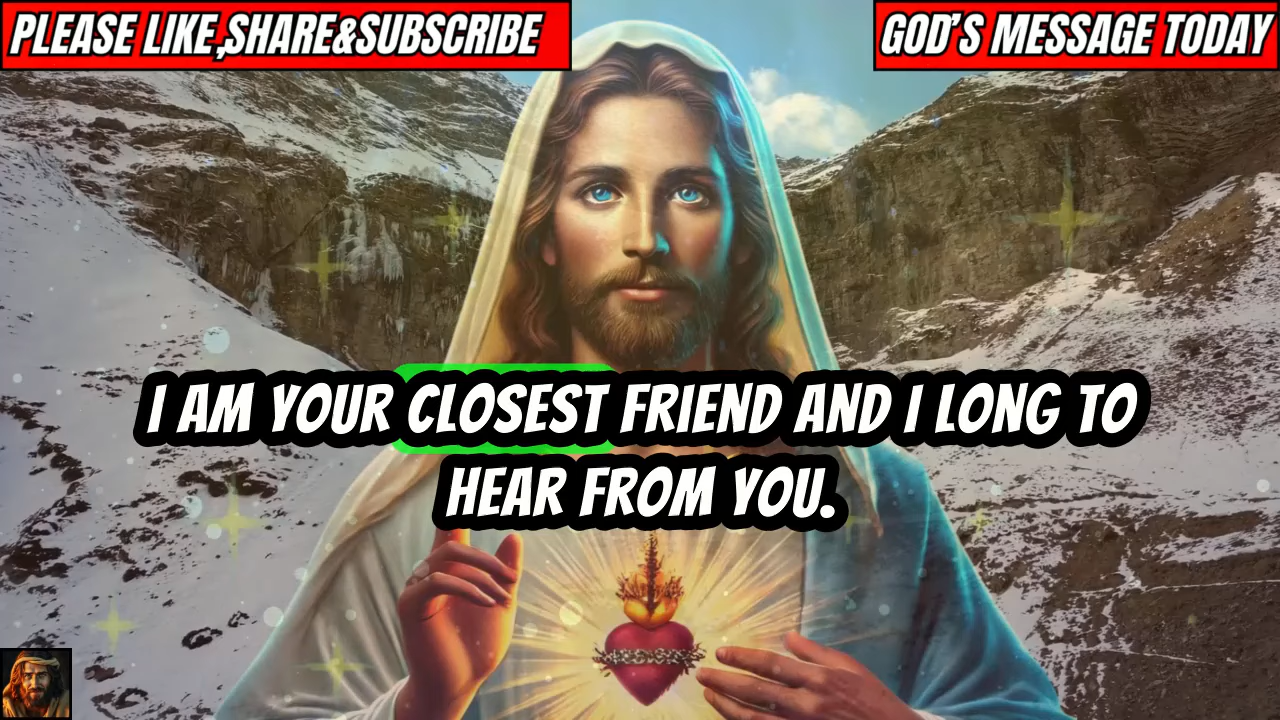 PLEASE LIKE,SHARE&SUBSCRIBE
GOD'S MESSAGE TODAY
I AM YOUR CLOSEST FRIEND AND I LONG TO
HEAR FROM YOU.